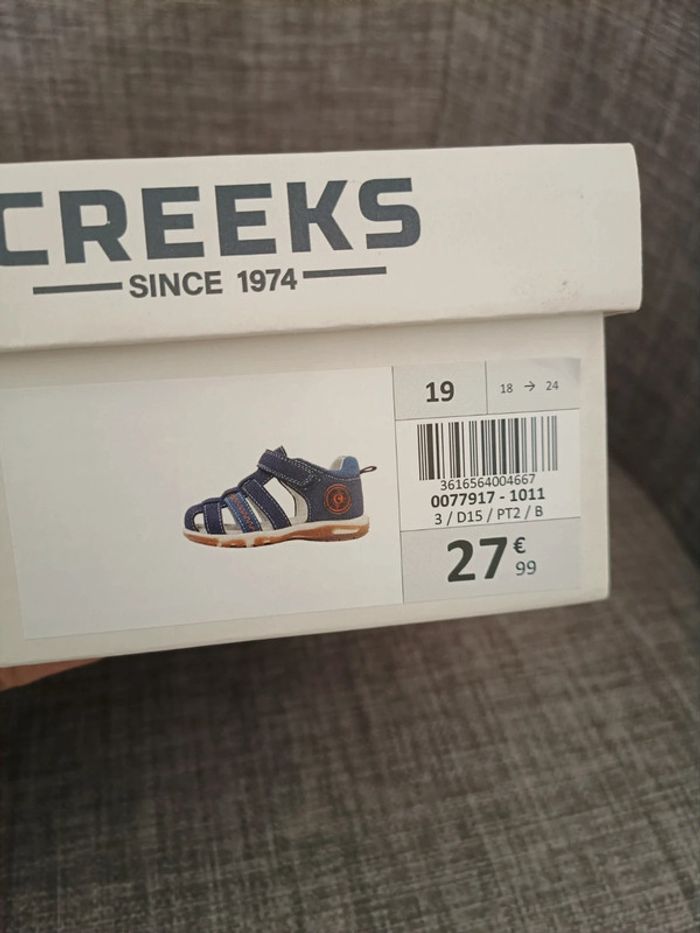 CREEKS
SINCE 1974
19
18 → 24
3616564004667
0077917 - 1011
3 / D15 / PT2 / B
27€99